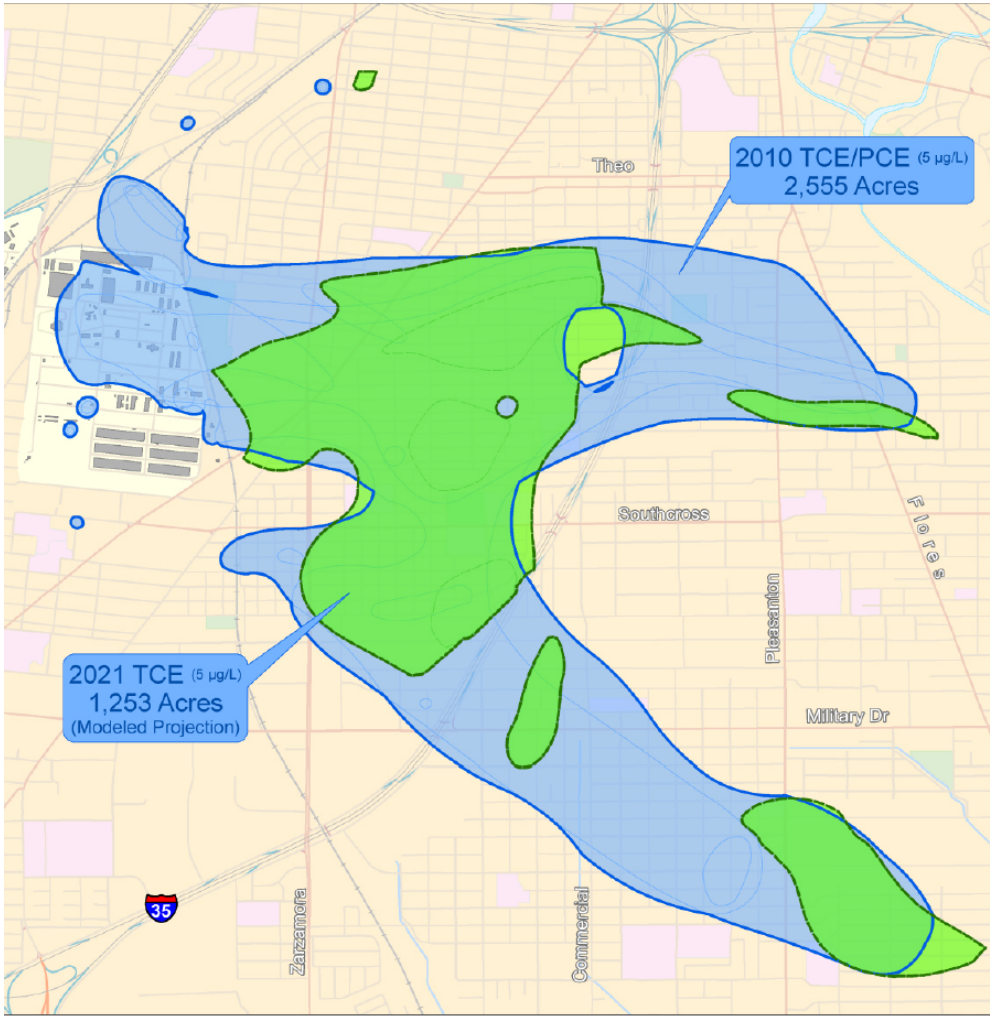 Theo
2010 TCE/PCE (5 µg/L)
2,555 Acres
Southcross
Flores
Pleasanton
2021 TCE (5 µg/L)
1,253 Acres
(Modeled Projection)
Military Dr
35
Zarzamora
Commercial